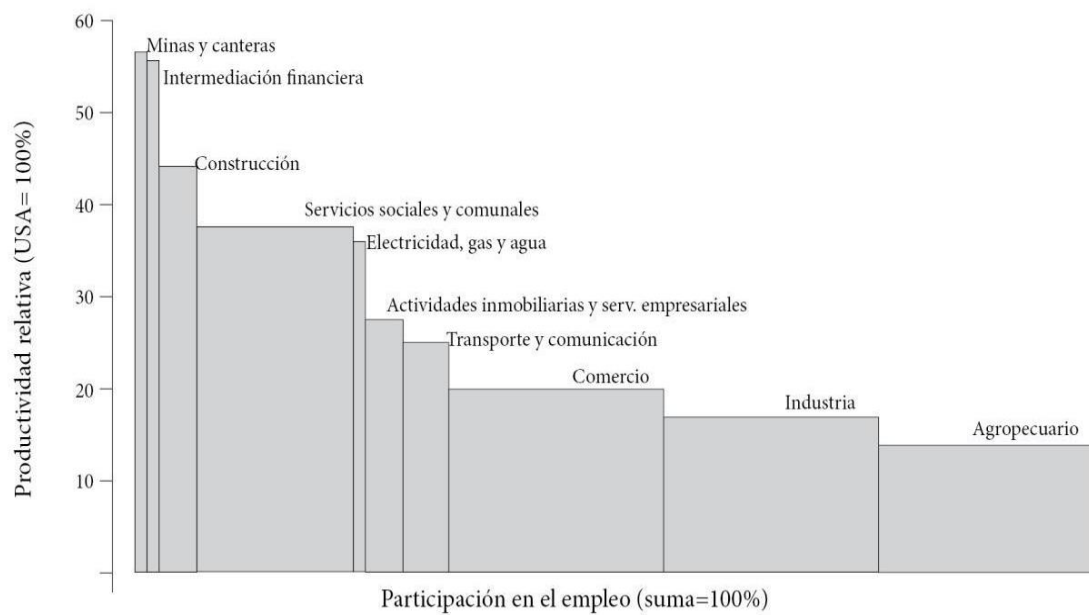 60
Minas y canteras
Intermediación financiera
50
Construcción
40
Servicios sociales y comunales
Electricidad, gas y agua
30
Actividades inmobiliarias y serv. empresariales
Transporte y comunicación
20
Comercio
Industria
Agropecuario
10
Productividad relativa (USA= 100%)
Participación en el empleo (suma=100%)